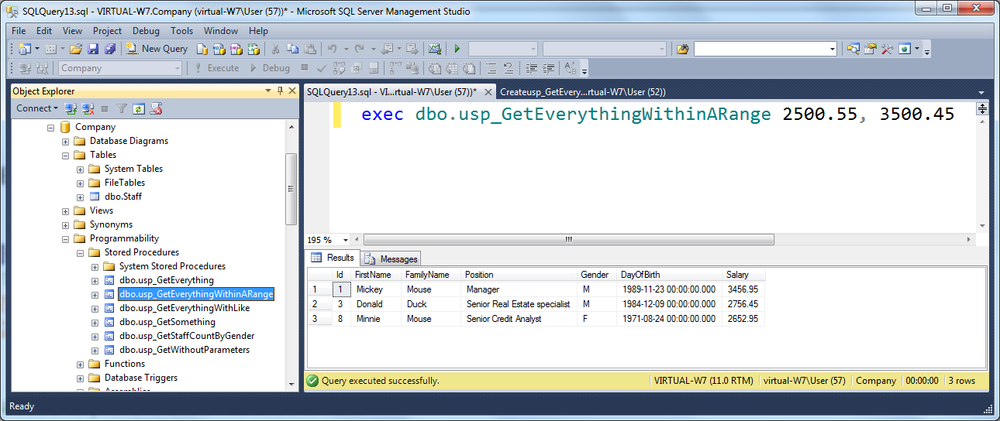 SQLQuery13.sql - VIRTUAL-W7.Company (virtual-W7\User (57))* - Microsoft SQL Server Management Studio
File Edit View Project Debug Tools Window Help
New Query
Company Execute Debug
Object Explorer
Connect
Company
Database Diagrams
Tables
System Tables
FileTables
dbo.Staff
Views
Synonyms
Programmability
Stored Procedures
System Stored Procedures
dbo.usp_GetEverything
dbo.usp_GetEverythingWithinARange
dbo.usp_GetEverythingWithLike
dbo.usp_GetSomething
dbo.usp_GetStaffCountByGender
dbo.usp_GetWithoutParameters
Functions
Database Triggers
SQLQuery13.sql - VI...rtual-W7\User (57))* Createusp_GetEvery...rtual-W7\User (52))
exec dbo.usp_GetEverythingWithinARange 2500.55, 3500.45
195 %
Results Messages
Id FirstName FamilyName Position Gender DayOfBirth Salary
1 1 Mickey Mouse Manager M 1989-11-23 00:00:00.000 3456.95
2 3 Donald Duck Senior Real Estate specialist M 1984-12-09 00:00:00.000 2756.45
3 8 Minnie Mouse Senior Credit Analyst F 1971-08-24 00:00:00.000 2652.95
Query executed successfully. VIRTUAL-W7 (11.0 RTM) virtual-W7\User (57) Company 00:00:00 3 rows
Ready